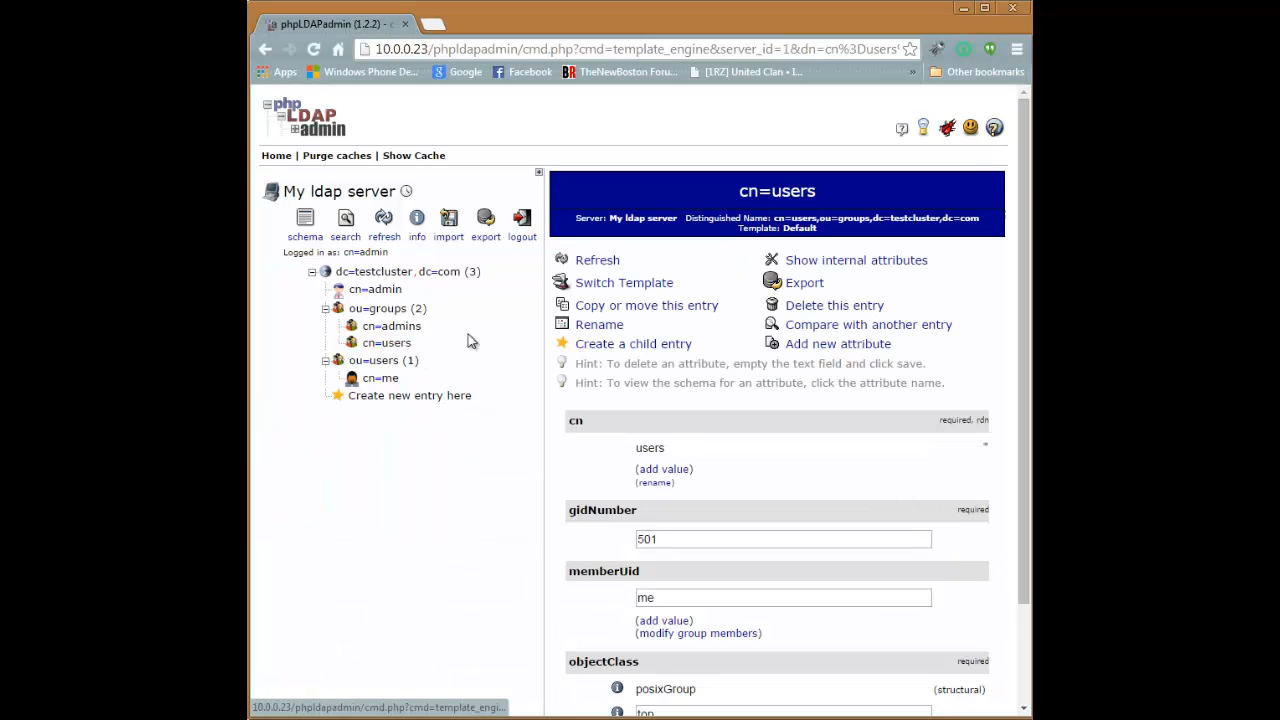 phpLDAPadmin (1.2.2) - c
10.0.0.23/phpldapadmin/cmd.php?cmd=template_engine&server_id=1&dn=cn%3Dusers
Apps Windows Phone De... Google Facebook TheNewBoston Foru... [1RZ] United Clan • I... » Other bookmarks
php
LDAP
admin
Home | Purge caches | Show Cache
My ldap server
schema search refresh info import export logout
Logged in as: cn=admin
dc=testcluster,dc=com (3)
cn=admin
ou=groups (2)
cn=admins
cn=users
ou=users (1)
cn=me
Create new entry here
cn=users
Server: My ldap server Distinguished Name: cn=users,ou=groups,dc=testcluster,dc=com
Template: Default
Refresh Show internal attributes
Switch Template Export
Copy or move this entry Delete this entry
Rename Compare with another entry
Create a child entry Add new attribute
Hint: To delete an attribute, empty the text field and click save.
Hint: To view the schema for an attribute, click the attribute name.
cn required, rdn
users *
(add value)
(rename)
gidNumber required
501
memberUid required
me
(add value)
(modify group members)
objectClass required
posixGroup (structural)
top
10.0.0.23/phpldapadmin/cmd.php?cmd=template_engi...